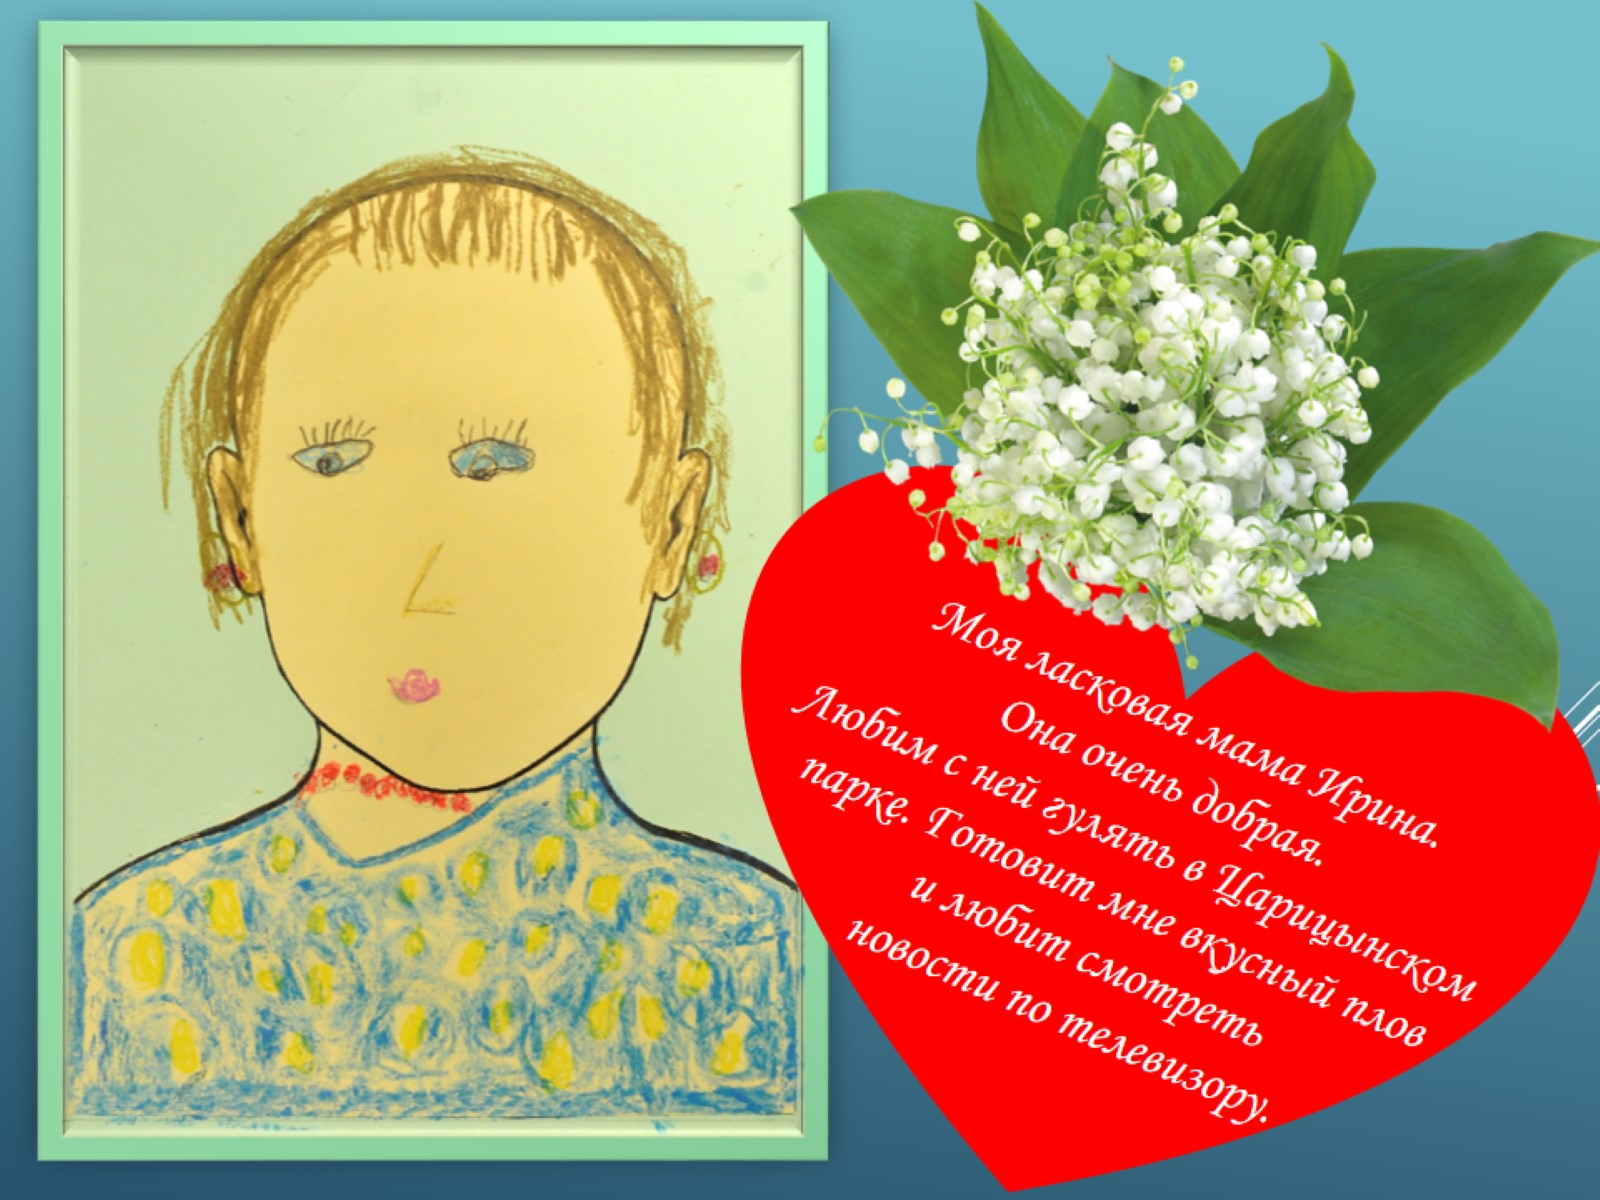 Моя ласковая мама Ирина.
Она очень добрая.
Любим с ней гулять в Царицынском
парке. Готовит мне вкусный плов
и любит смотреть
новости по телевизору.